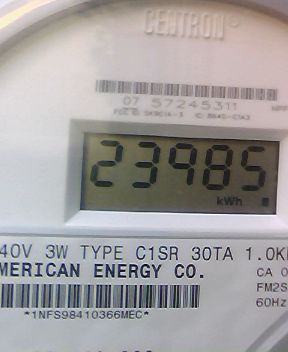 CENTRON®
07 57245311
23985
kWh
40V 3W TYPE C1SR 30TA 1.0K
MERICAN ENERGY CO.
CA 0
FM2S
60Hz
*1NFS98410366MEC*